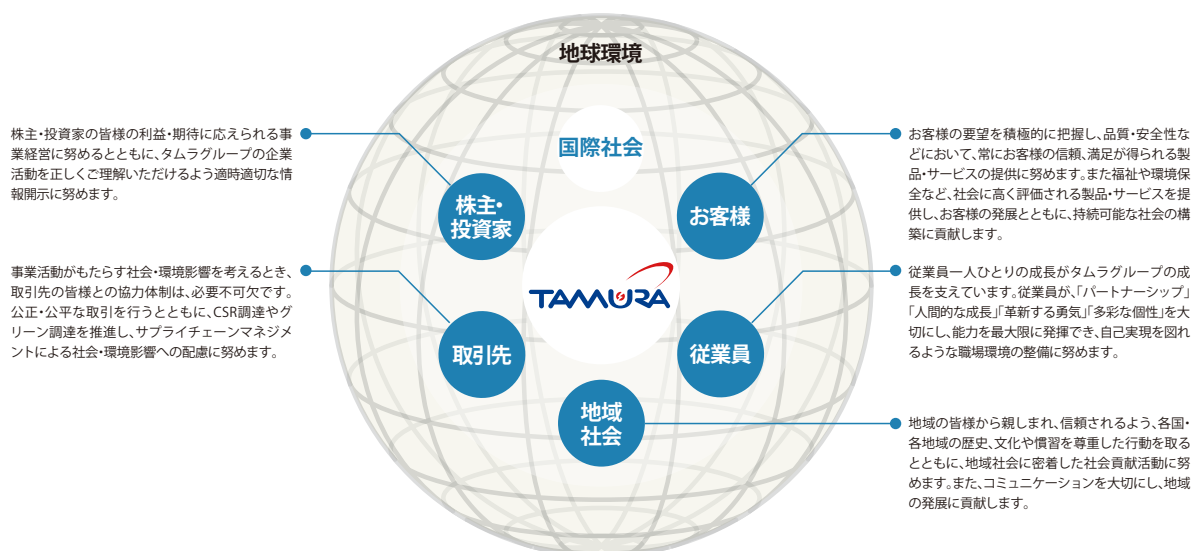 地球環境
国際社会
株主・投資家の皆様の利益・期待に応えられる事
業経営に努めるとともに、タムラグループの企業
活動を正しくご理解いただけるよう適時適切な情
報開示に努めます。
株主・
投資家
お客様
お客様の要望を積極的に把握し、品質・安全性な
どにおいて、常にお客様の信頼、満足が得られる製
品・サービスの提供に努めます。また福祉や環境保
全など、社会に高く評価される製品・サービスを提
供し、お客様の発展とともに、持続可能な社会の構
築に貢献します。
TAMURA
事業活動がもたらす社会・環境影響を考えるとき、
取引先の皆様との協力体制は、必要不可欠です。
公正・公平な取引を行うとともに、CSR調達やグ
リーン調達を推進し、サプライチェーンマネジメ
ントによる社会・環境影響への配慮に努めます。
取引先
従業員
従業員一人ひとりの成長がタムラグループの成
長を支えています。従業員が、「パートナーシップ」
「人間的な成長」「革新する勇気」「多彩な個性」を大
切にし、能力を最大限に発揮でき、自己実現を図れ
るような職場環境の整備に努めます。
地域
社会
地域の皆様から親しまれ、信頼されるよう、各国・
各地域の歴史、文化や慣習を尊重した行動を取る
とともに、地域社会に密着した社会貢献活動に努
めます。また、コミュニケーションを大切にし、地域
の発展に貢献します。